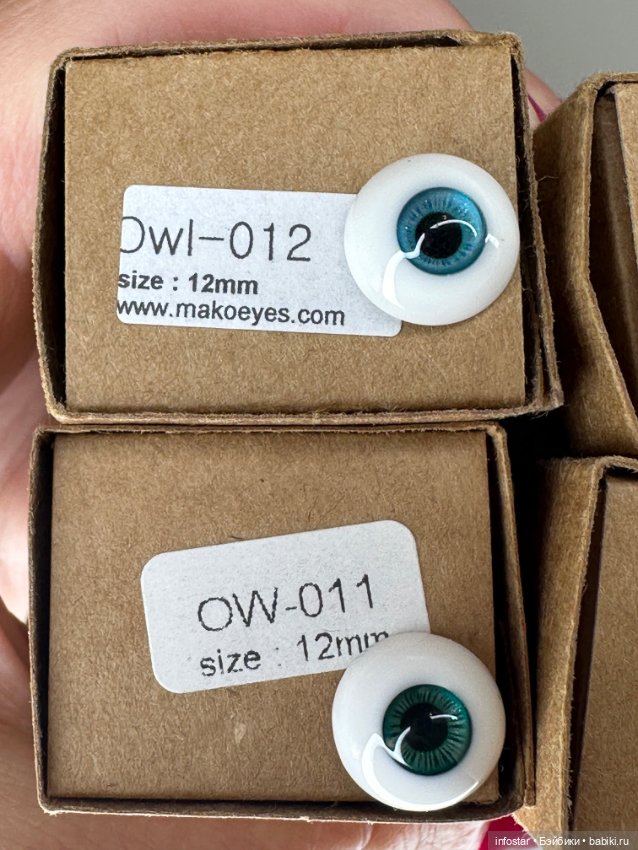 Owl-012
size : 12mm
www.makoeyes.com
OW-011
size : 12mm
infostar • Бэйбики • babiki.ru